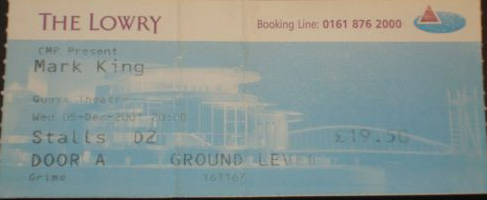 THE LOWRY
Booking Line: 0161 876 2000
CMP Present
Mark King
Quays Theatre
Wed 05-Dec-2001 20:00
Stalls D2
£19.50
DOOR A GROUND LEVEL
Grime 161167